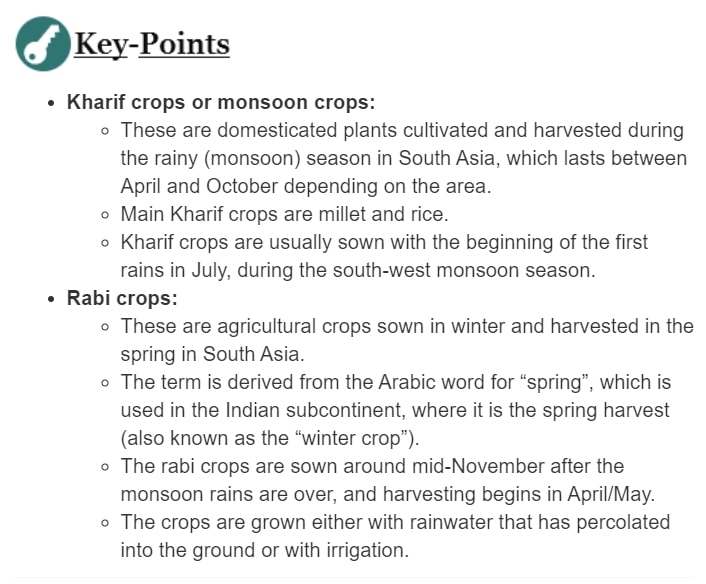 Key-Points
• Kharif crops or monsoon crops:
○ These are domesticated plants cultivated and harvested during
the rainy (monsoon) season in South Asia, which lasts between
April and October depending on the area.
○ Main Kharif crops are millet and rice.
○ Kharif crops are usually sown with the beginning of the first
rains in July, during the south-west monsoon season.
• Rabi crops:
○ These are agricultural crops sown in winter and harvested in the
spring in South Asia.
○ The term is derived from the Arabic word for “spring”, which is
used in the Indian subcontinent, where it is the spring harvest
(also known as the “winter crop”).
○ The rabi crops are sown around mid-November after the
monsoon rains are over, and harvesting begins in April/May.
○ The crops are grown either with rainwater that has percolated
into the ground or with irrigation.